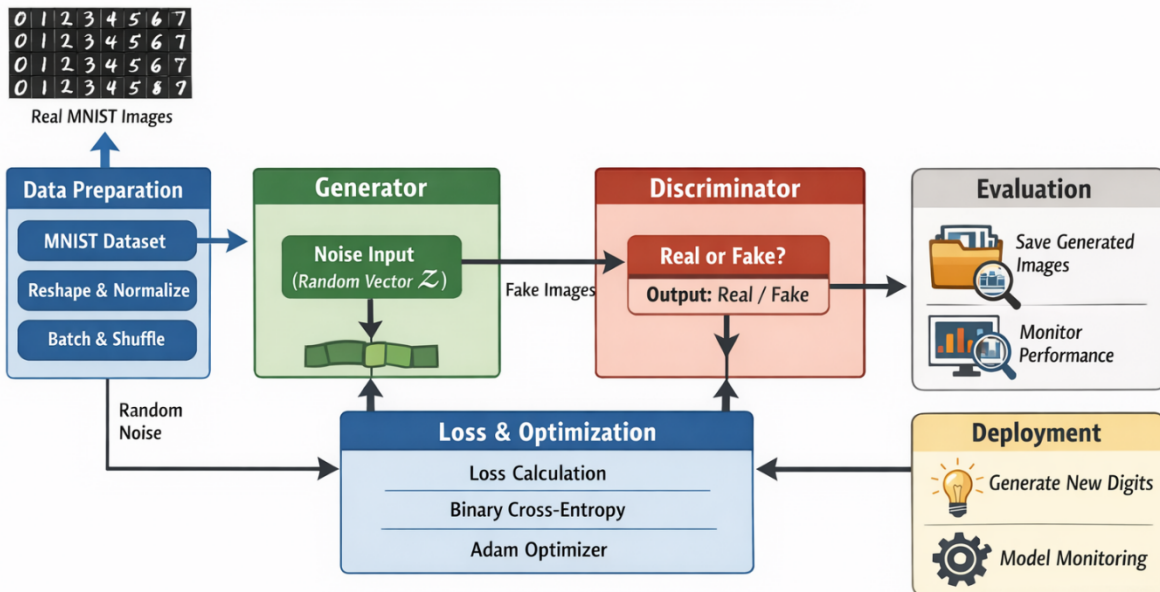 0 1 2 3 4 5 6 7
0 1 2 3 4 5 6 7
0 1 2 3 4 5 6 7
0 1 2 3 4 5 8 7
Real MNIST Images
Data Preparation
MNIST Dataset
Reshape & Normalize
Batch & Shuffle
Random
Noise
Generator
Noise Input
(Random Vector Z)
Fake Images
Discriminator
Real or Fake?
Output: Real / Fake
Loss & Optimization
Loss Calculation
Binary Cross-Entropy
Adam Optimizer
Evaluation
Save Generated
Images
Monitor
Performance
Deployment
Generate New Digits
Model Monitoring